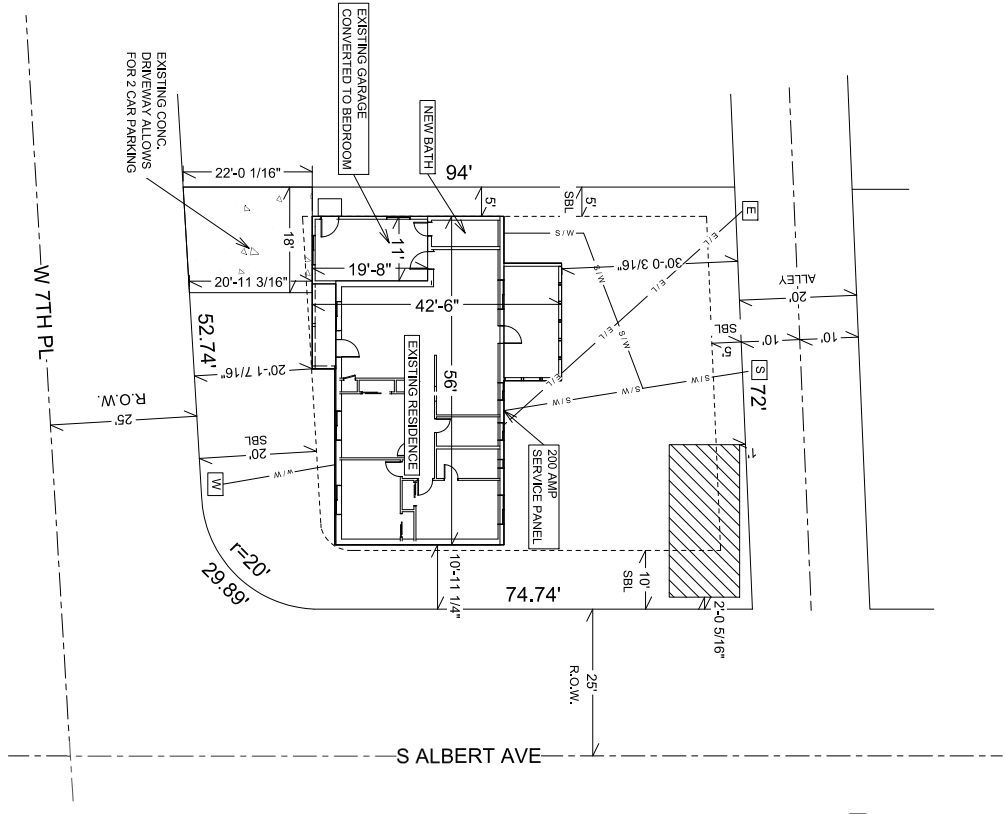 EXISTING GARAGE
CONVERTED TO BEDROOM
EXISTING CONC.
DRIVEWAY ALLOWS
FOR 2 CAR PARKING
NEW BATH
94'
22'-0 1/16"
5'
5'
SBL
E
S/W
S/W
S/W
S/W
S/W
S/W
E/L
E/L
E/L
E/L
30'-0 3/16"
ALLEY
20'
10'
10'
5'
SBL
18'
11'
19'-8"
20'-11 3/16"
42'-6"
56'
EXISTING RESIDENCE
W 7TH PL
52.74'
20'-1 7/16"
R.O.W.
25'
SBL
20'
W/W
W
S
72'
1'
200 AMP
SERVICE PANEL
r=20'
29.89'
10'-11 1/4"
74.74'
10'
SBL
2'-0 5/16"
25'
R.O.W.
S ALBERT AVE